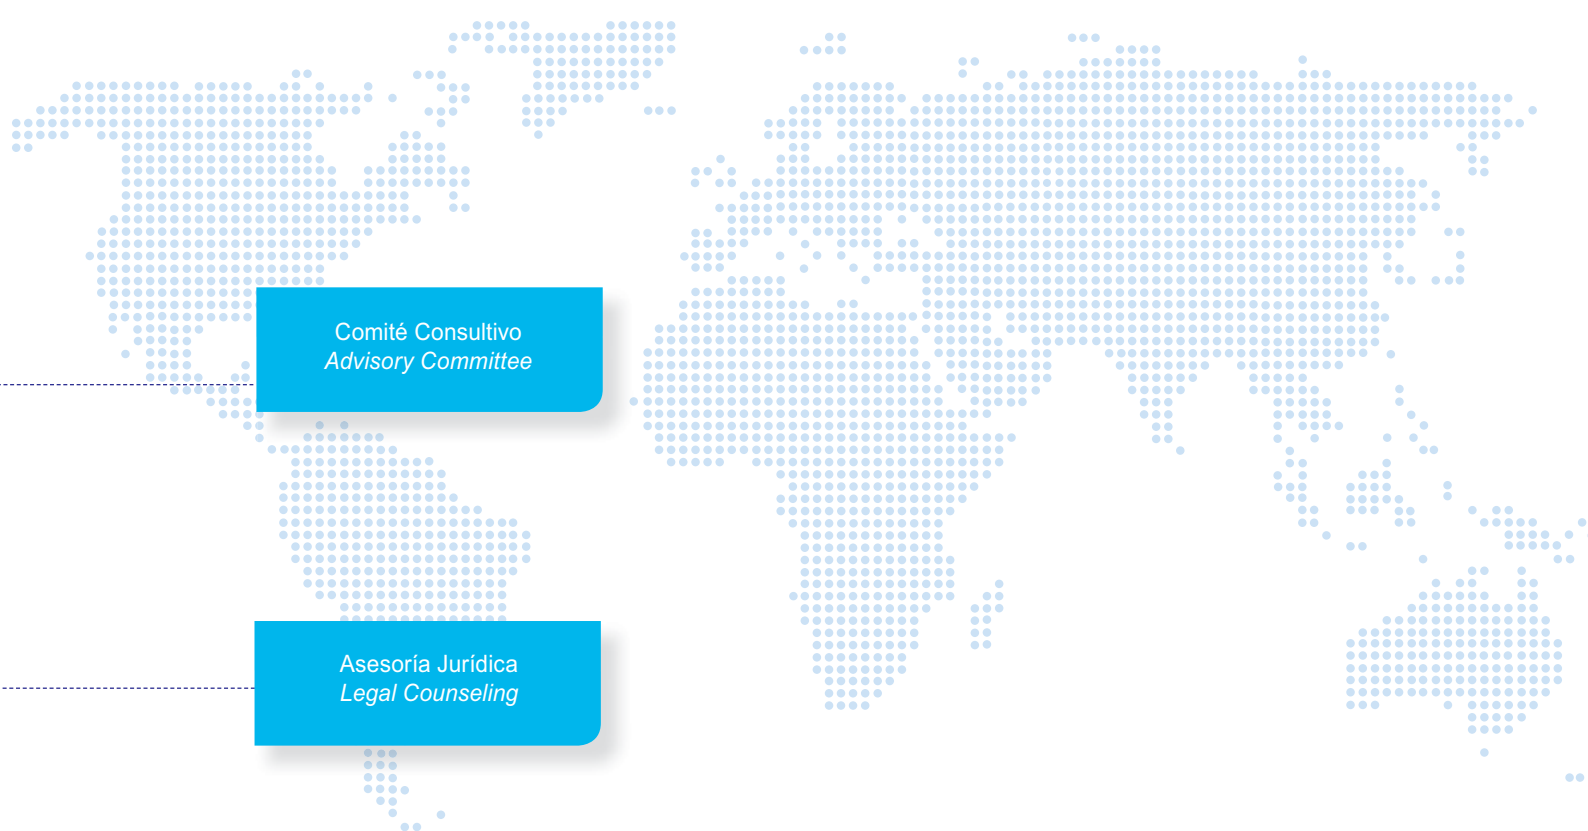 Comité Consultivo
Advisory Committee
Asesoría Jurídica
Legal Counseling